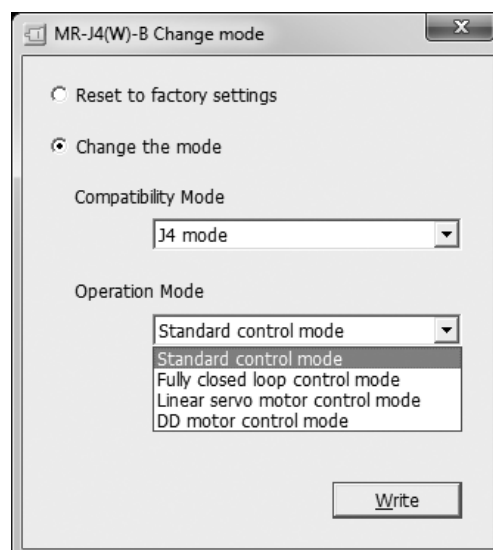 MR-J4(W)-B Change mode
Reset to factory settings
Change the mode
Compatibility Mode
J4 mode
Operation Mode
Standard control mode
Standard control mode
Fully closed loop control mode
Linear servo motor control mode
DD motor control mode
Write